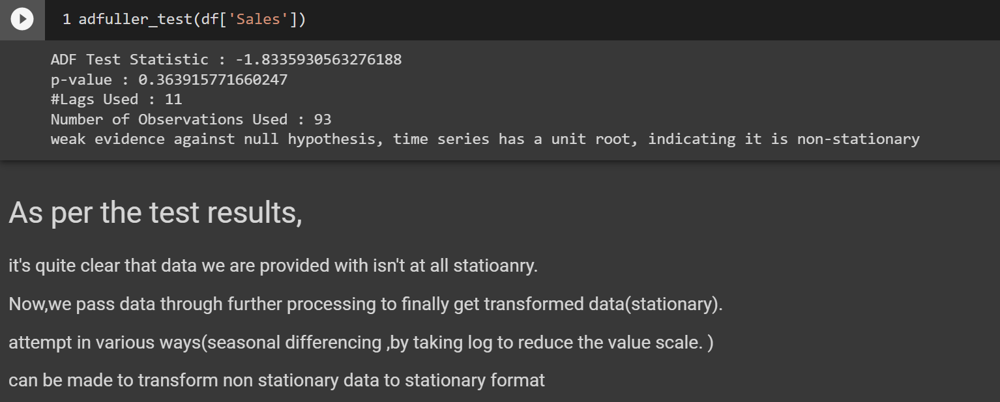 1 adfuller_test(df['Sales'])
ADF Test Statistic : -1.8335930563276188
p-value : 0.363915771660247
#Lags Used : 11
Number of Observations Used : 93
weak evidence against null hypothesis, time series has a unit root, indicating it is non-stationary
As per the test results,
it's quite clear that data we are provided with isn't at all statioanry.
Now,we pass data through further processing to finally get transformed data(stationary).
attempt in various ways(seasonal differencing ,by taking log to reduce the value scale. )
can be made to transform non stationary data to stationary format